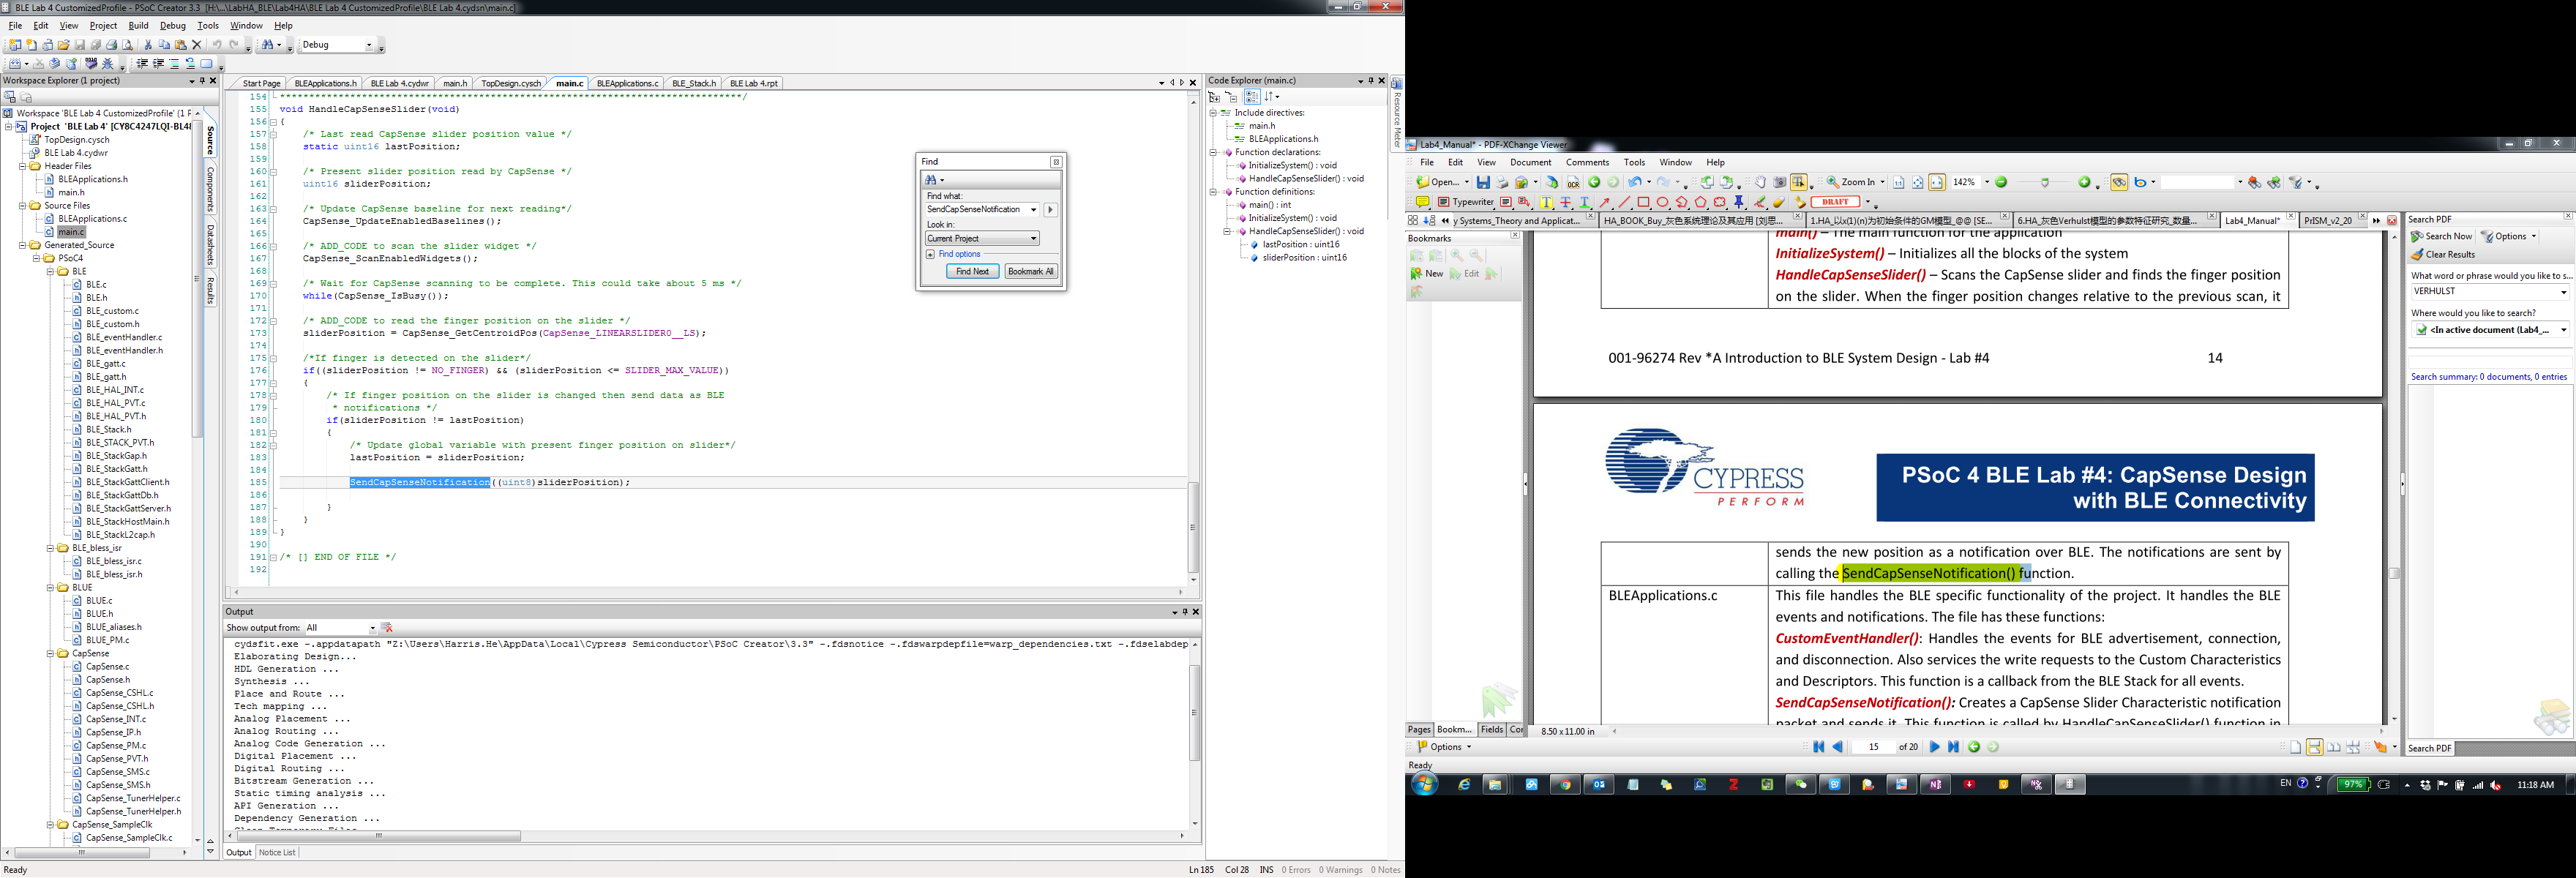 BLE Lab 4 CustomizedProfile - PSoC Creator 3.3 [H:\...\LabHA_BLE\Lab4HA\BLE Lab 4 CustomizedProfile\BLE Lab 4.cydsn\main.c]
File Edit View Project Build Debug Tools Window Help
Debug
Workspace Explorer (1 project)
Workspace 'BLE Lab 4 CustomizedProfile' (1 F
Project 'BLE Lab 4' [CY8C4247LQI-BL48
TopDesign.cysch
BLE Lab 4.cydwr
Header Files
BLEApplications.h
main.h
Source Files
BLEApplications.c
main.c
Generated_Source
PSoC4
BLE
BLE.c
BLE.h
BLE_custom.c
BLE_custom.h
BLE_eventHandler.c
BLE_eventHandler.h
BLE_gatt.c
BLE_gatt.h
BLE_HAL_INT.c
BLE_HAL_PVT.c
BLE_HAL_PVT.h
BLE_Stack.h
BLE_STACK_PVT.h
BLE_StackGap.h
BLE_StackGatt.h
BLE_StackGattClient.h
BLE_StackGattDb.h
BLE_StackGattServer.h
BLE_StackHostMain.h
BLE_StackL2cap.h
BLE_bless_isr
BLE_bless_isr.c
BLE_bless_isr.h
BLUE
BLUE.c
BLUE.h
BLUE_aliases.h
BLUE_PM.c
CapSense
CapSense.c
CapSense.h
CapSense_CSHL.c
CapSense_CSHL.h
CapSense_INT.c
CapSense_IP.h
CapSense_PM.c
CapSense_PVT.h
CapSense_SMS.c
CapSense_SMS.h
CapSense_TunerHelper.c
CapSense_TunerHelper.h
CapSense_SampleClk
CapSense_SampleClk.c
Source
Components
Datasheets
Results
Start Page BLEApplications.h BLE Lab 4.cydwr main.h TopDesign.cysch main.c BLEApplications.c BLE_Stack.h BLE Lab 4.rpt
154 *******************************************************************************/
155 void HandleCapSenseSlider(void)
156 {
157 /* Last read CapSense slider position value */
158 static uint16 lastPosition;
159
160 /* Present slider position read by CapSense */
161 uint16 sliderPosition;
162
163 /* Update CapSense baseline for next reading*/
164 CapSense_UpdateEnabledBaselines();
165
166 /* ADD_CODE to scan the slider widget */
167 CapSense_ScanEnabledWidgets();
168
169 /* Wait for CapSense scanning to be complete. This could take about 5 ms */
170 while(CapSense_IsBusy());
171
172 /* ADD_CODE to read the finger position on the slider */
173 sliderPosition = CapSense_GetCentroidPos(CapSense_LINEARSLIDER0__LS);
174
175 /*If finger is detected on the slider*/
176 if((sliderPosition != NO_FINGER) && (sliderPosition <= SLIDER_MAX_VALUE))
177 {
178 /* If finger position on the slider is changed then send data as BLE
179 * notifications */
180 if(sliderPosition != lastPosition)
181 {
182 /* Update global variable with present finger position on slider*/
183 lastPosition = sliderPosition;
184
185 SendCapSenseNotification((uint8)sliderPosition);
186
187 }
188 }
189 }
190
191 /* [] END OF FILE */
192
Find
Find what:
SendCapSenseNotification
Look in:
Current Project
Find options
Find Next Bookmark All
Output
Show output from: All
cydsfit.exe -.appdatapath "Z:\Users\Harris.He\AppData\Local\Cypress Semiconductor\PSoC Creator\3.3" -.fdsnotice -.fdswarpdepfile=warp_dependencies.txt -.fdselabdep
Elaborating Design...
HDL Generation ...
Synthesis ...
Place and Route ...
Tech mapping ...
Analog Placement ...
Analog Routing ...
Analog Code Generation ...
Digital Placement ...
Digital Routing ...
Bitstream Generation ...
Static timing analysis ...
API Generation ...
Dependency Generation ...
Output Notice List
Ready
Ln 185 Col 28 INS 0 Errors 0 Warnings 0 Notes
Code Explorer (main.c)
Include directives:
main.h
BLEApplications.h
Function declarations:
InitializeSystem() : void
HandleCapSenseSlider() : void
Function definitions:
main() : int
InitializeSystem() : void
HandleCapSenseSlider() : void
lastPosition : uint16
sliderPosition : uint16
Resource Meter
Lab4_Manual* - PDF-XChange Viewer
File Edit View Document Comments Tools Window Help
Open... OCR Zoom In 142%
Typewriter DRAFT
y Systems_Theory and Applicat... HA_BOOK_Buy_灰色系统理论及其应用 [刘思... 1.HA_以x(1)(n)为初始条件的GM模型_@@ [SE... 6.HA_灰色Verhulst模型的参数特征研究_数量... Lab4_Manual* PrISM_v2_20
Bookmarks
New Edit
main() – The main function for the application
InitializeSystem() – Initializes all the blocks of the system
HandleCapSenseSlider() – Scans the CapSense slider and finds the finger position
on the slider. When the finger position changes relative to the previous scan, it
001-96274 Rev *A Introduction to BLE System Design - Lab #4 14
CYPRESS
PERFORM
PSoC 4 BLE Lab #4: CapSense Design
with BLE Connectivity
sends the new position as a notification over BLE. The notifications are sent by
calling the SendCapSenseNotification() function.
BLEApplications.c
This file handles the BLE specific functionality of the project. It handles the BLE
events and notifications. The file has these functions:
CustomEventHandler(): Handles the events for BLE advertisement, connection,
and disconnection. Also services the write requests to the Custom Characteristics
and Descriptors. This function is a callback from the BLE Stack for all events.
SendCapSenseNotification(): Creates a CapSense Slider Characteristic notification
packet and sends it. This function is called by HandleCapSenseSlider() function in
Pages Bookm... Fields Cor
8.50 x 11.00 in
Options
15 of 20
Ready
Search PDF
Search Now Options
Clear Results
What word or phrase would you like to s...
VERHULST
Where would you like to search?
<In active document (Lab4_...
Search summary: 0 documents, 0 entries
Search PDF
EN 97% 11:18 AM